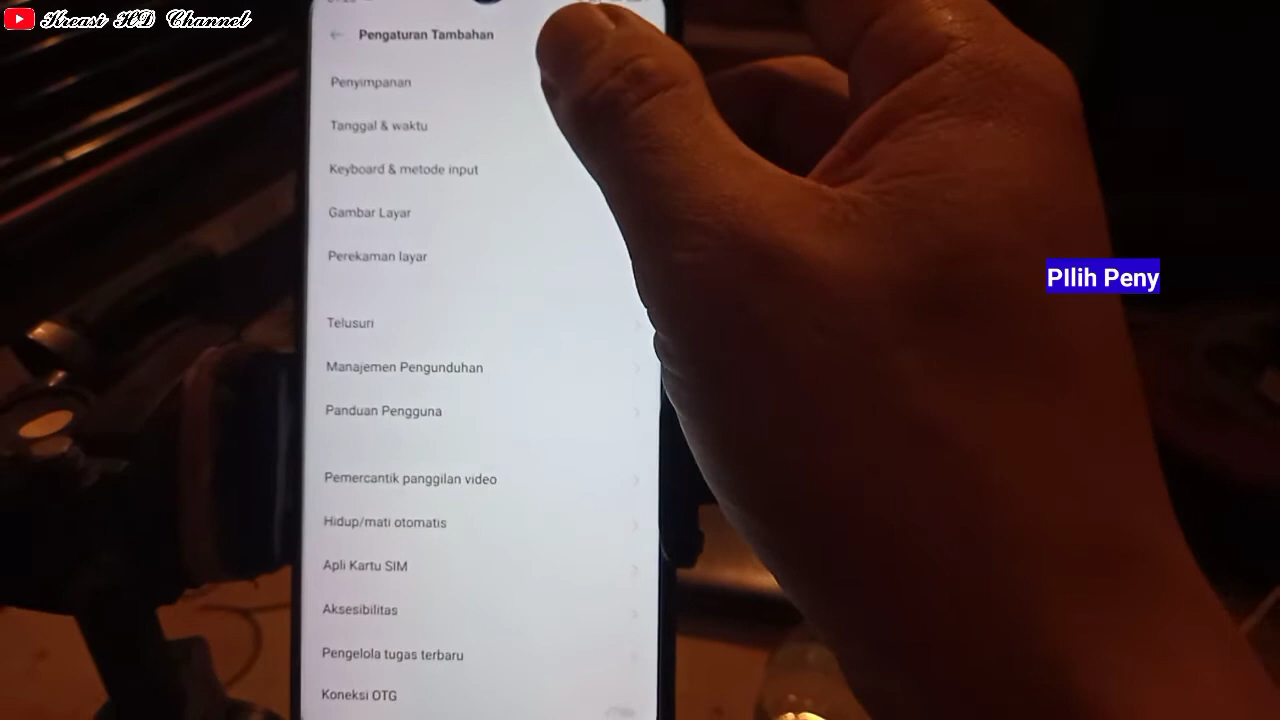 Kreasi HD Channel
Pengaturan Tambahan
Penyimpanan
Tanggal & waktu
Keyboard & metode input
Gambar Layar
Perekaman layar
PIlih Peny
Telusuri
Manajemen Pengunduhan
Panduan Pengguna
Pemercantik panggilan video
Hidup/mati otomatis
Apli Kartu SIM
Aksesibilitas
Pengelola tugas terbaru
Koneksi OTG